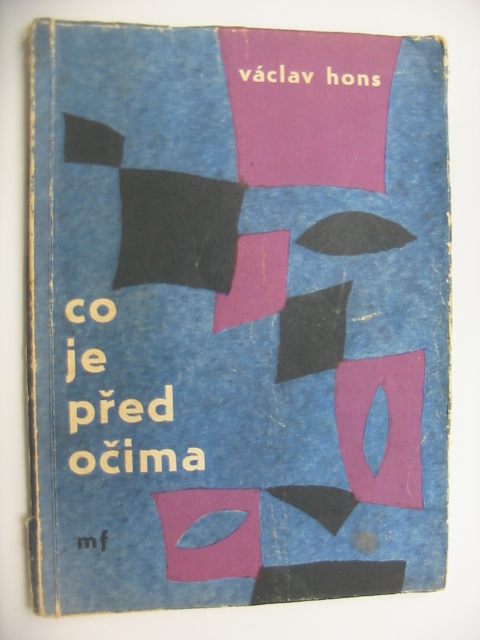 václav hons
co
je
před
očima
mf